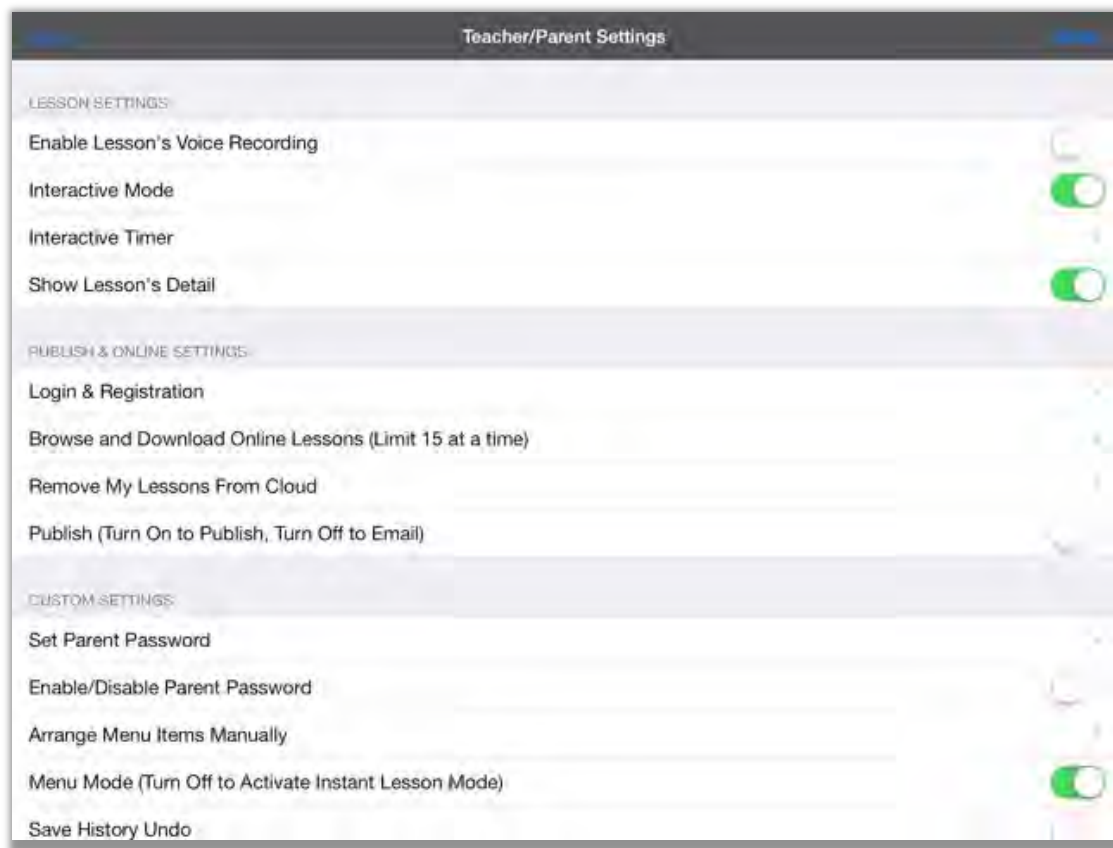 Teacher/Parent Settings
LESSON SETTINGS
Enable Lesson's Voice Recording
Interactive Mode
Interactive Timer
Show Lesson's Detail
PUBLISH & ONLINE SETTINGS
Login & Registration
Browse and Download Online Lessons (Limit 15 at a time)
Remove My Lessons From Cloud
Publish (Turn On to Publish, Turn Off to Email)
CUSTOM SETTINGS
Set Parent Password
Enable/Disable Parent Password
Arrange Menu Items Manually
Menu Mode (Turn Off to Activate Instant Lesson Mode)
Save History Undo